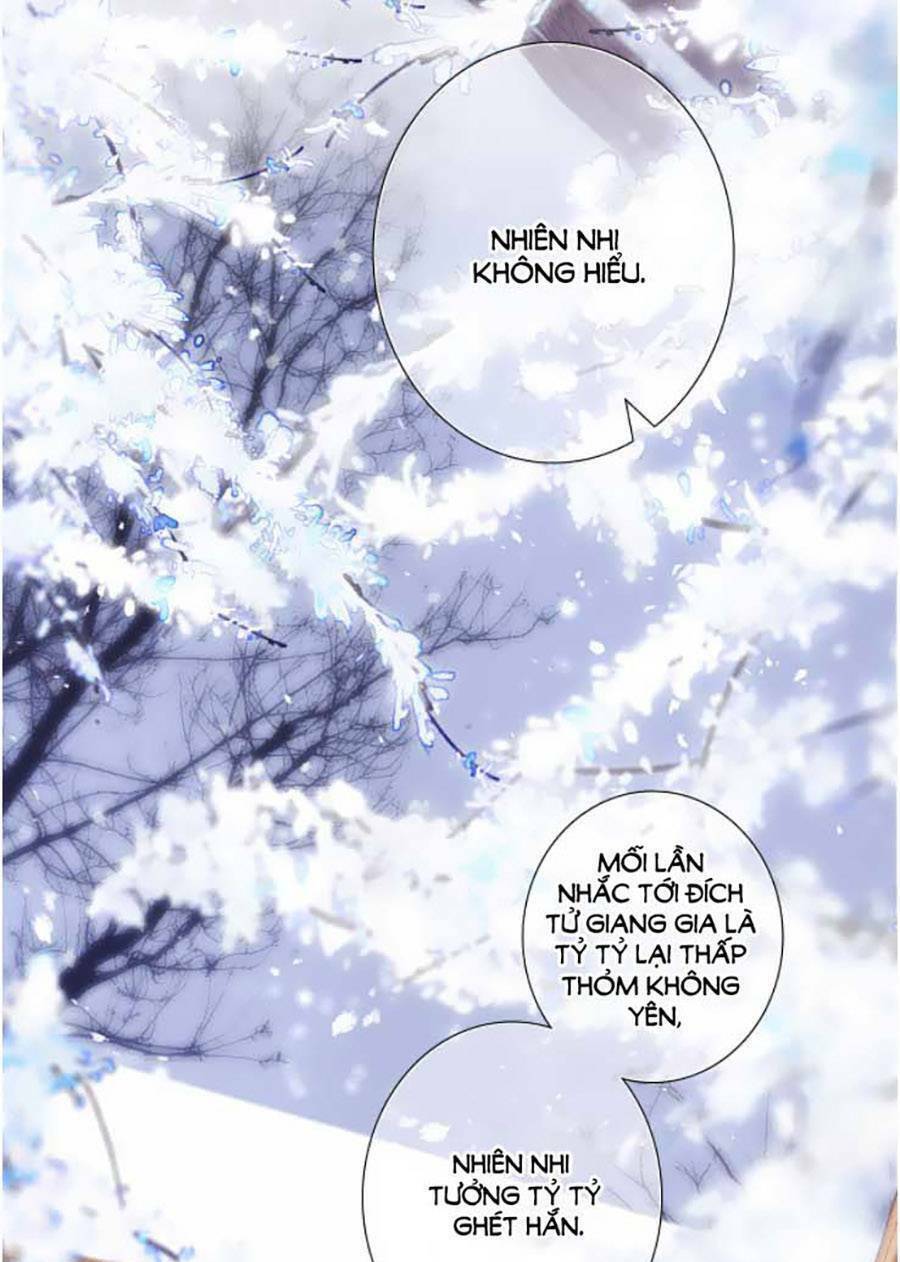 NHIÊN NHI
KHÔNG HIỂU.
MỖI LẦN
NHẮC TỚI ĐÍCH
TỬ GIANG GIA LÀ
TỶ TỶ LẠI THẤP
THỎM KHÔNG
YÊN,
NHIÊN NHI
TƯỞNG TỶ TỶ
GHÉT HẮN.